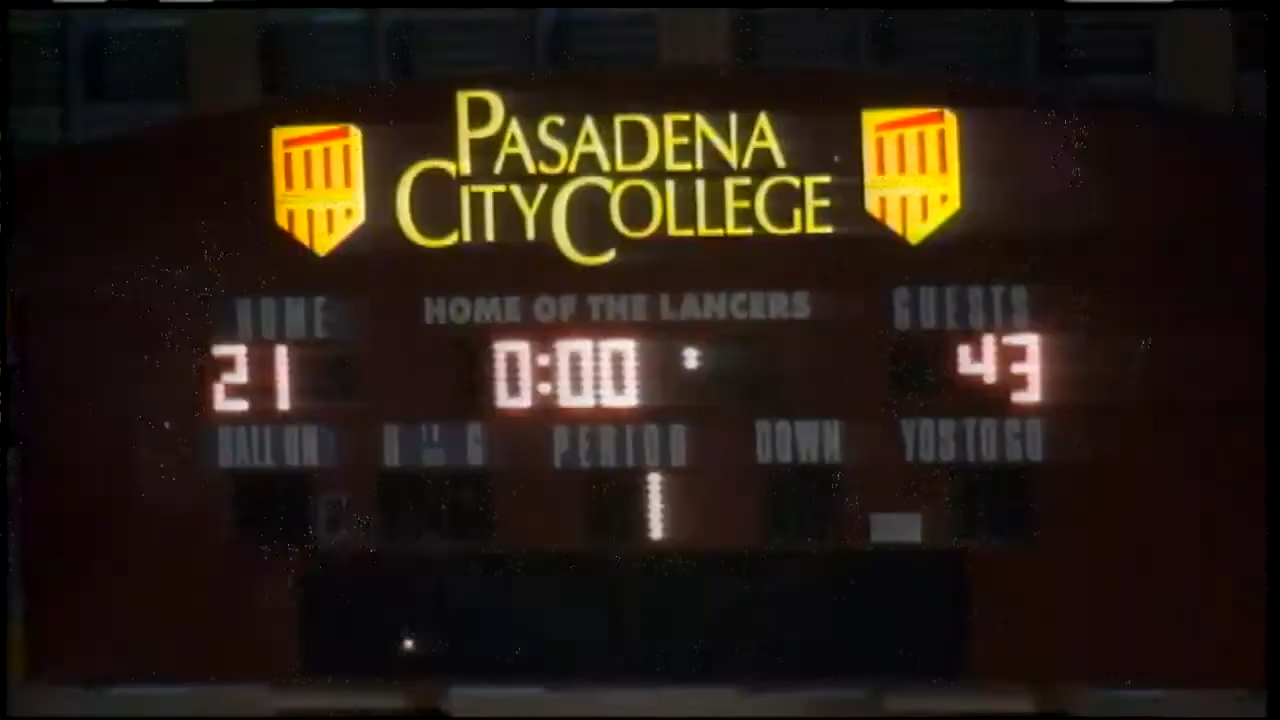 PASADENA
CITY COLLEGE
HOME
HOME OF THE LANCERS
GUESTS
21
0:00
43
BALL ON
PERIOD
DOWN
YDS TO GO
1